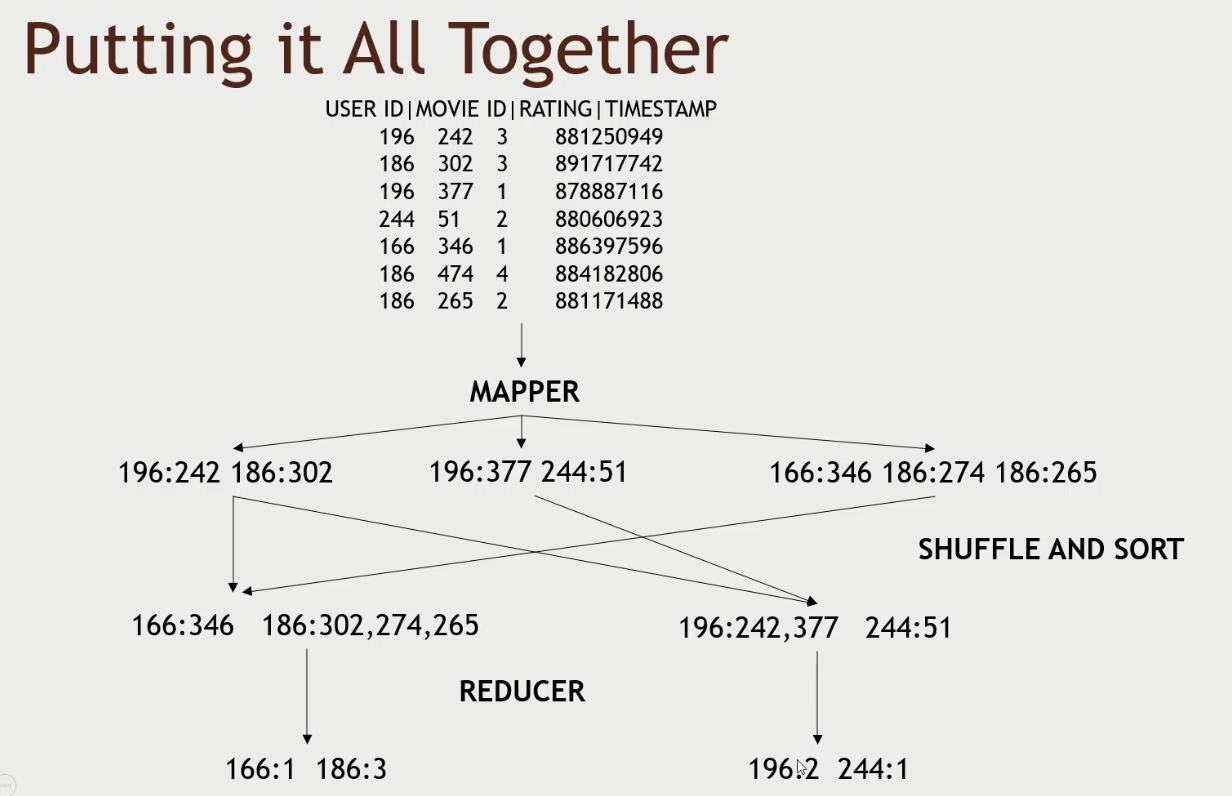 Putting it All Together
USER ID|MOVIE ID|RATING|TIMESTAMP
196 242 3 881250949
186 302 3 891717742
196 377 1 878887116
244 51 2 880606923
166 346 1 886397596
186 474 4 884182806
186 265 2 881171488
MAPPER
196:242 186:302 196:377 244:51 166:346 186:274 186:265
SHUFFLE AND SORT
166:346 186:302,274,265 196:242,377 244:51
REDUCER
166:1 186:3 196:2 244:1